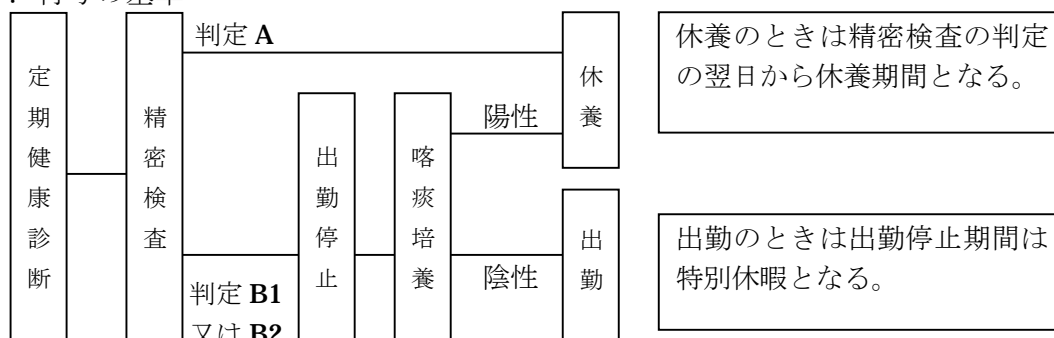 定期健康診断
精密検査
判定 A
休養
休養のときは精密検査の判定
の翌日から休養期間となる。
出勤停止
喀痰培養
陽性
判定 B1
又は B2
陰性
出勤
出勤のときは出勤停止期間は
特別休暇となる。